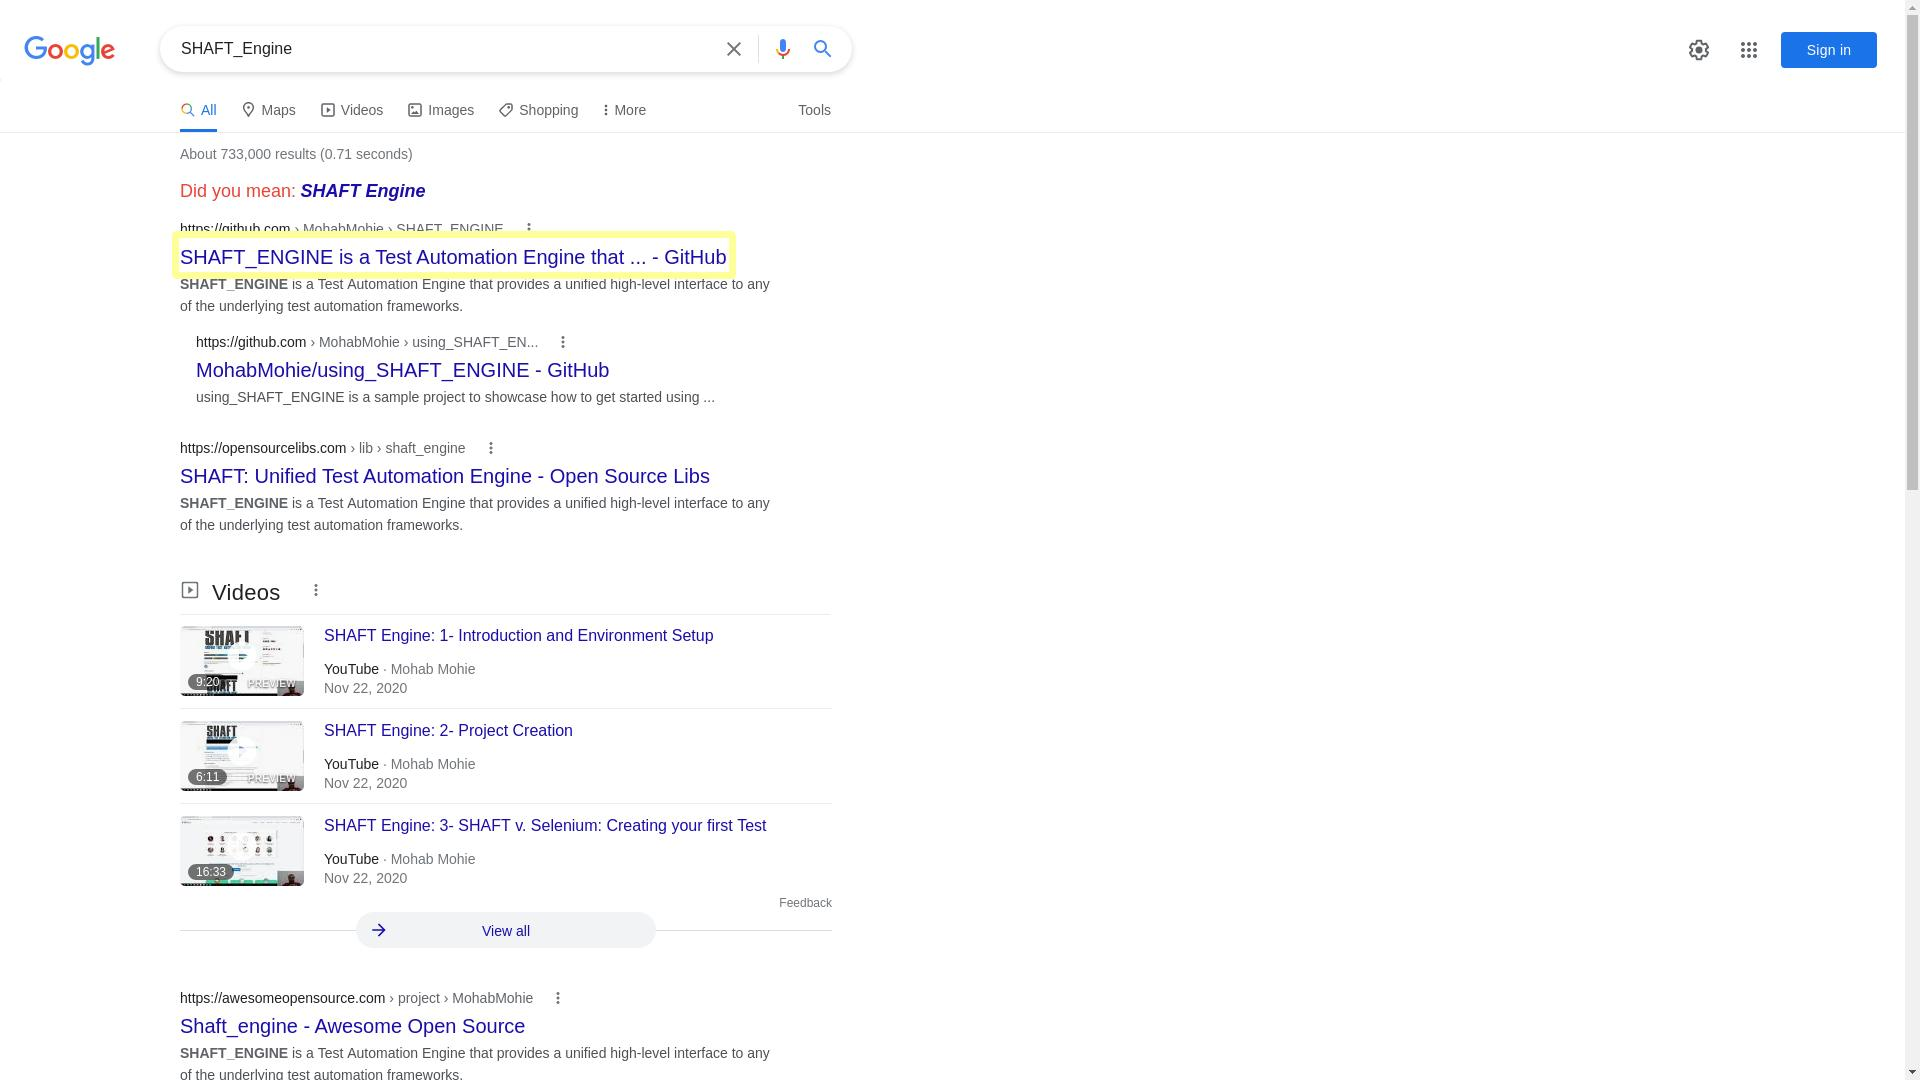 Google
SHAFT_Engine
Sign in
All
Maps
Videos
Images
Shopping
More
Tools
About 733,000 results (0.71 seconds)
Did you mean: SHAFT Engine
https://github.com › MohabMohie › SHAFT_ENGINE
SHAFT_ENGINE is a Test Automation Engine that ... - GitHub
SHAFT_ENGINE is a Test Automation Engine that provides a unified high-level interface to any
of the underlying test automation frameworks.
https://github.com › MohabMohie › using_SHAFT_EN...
MohabMohie/using_SHAFT_ENGINE - GitHub
using_SHAFT_ENGINE is a sample project to showcase how to get started using ...
https://opensourcelibs.com › lib › shaft_engine
SHAFT: Unified Test Automation Engine - Open Source Libs
SHAFT_ENGINE is a Test Automation Engine that provides a unified high-level interface to any
of the underlying test automation frameworks.
Videos
SHAFT
9:20
PREVIEW
SHAFT Engine: 1- Introduction and Environment Setup
YouTube · Mohab Mohie
Nov 22, 2020
SHAFT
6:11
PREVIEW
SHAFT Engine: 2- Project Creation
YouTube · Mohab Mohie
Nov 22, 2020
16:33
SHAFT Engine: 3- SHAFT v. Selenium: Creating your first Test
YouTube · Mohab Mohie
Nov 22, 2020
Feedback
View all
https://awesomeopensource.com › project › MohabMohie
Shaft_engine - Awesome Open Source
SHAFT_ENGINE is a Test Automation Engine that provides a unified high-level interface to any
of the underlying test automation frameworks.